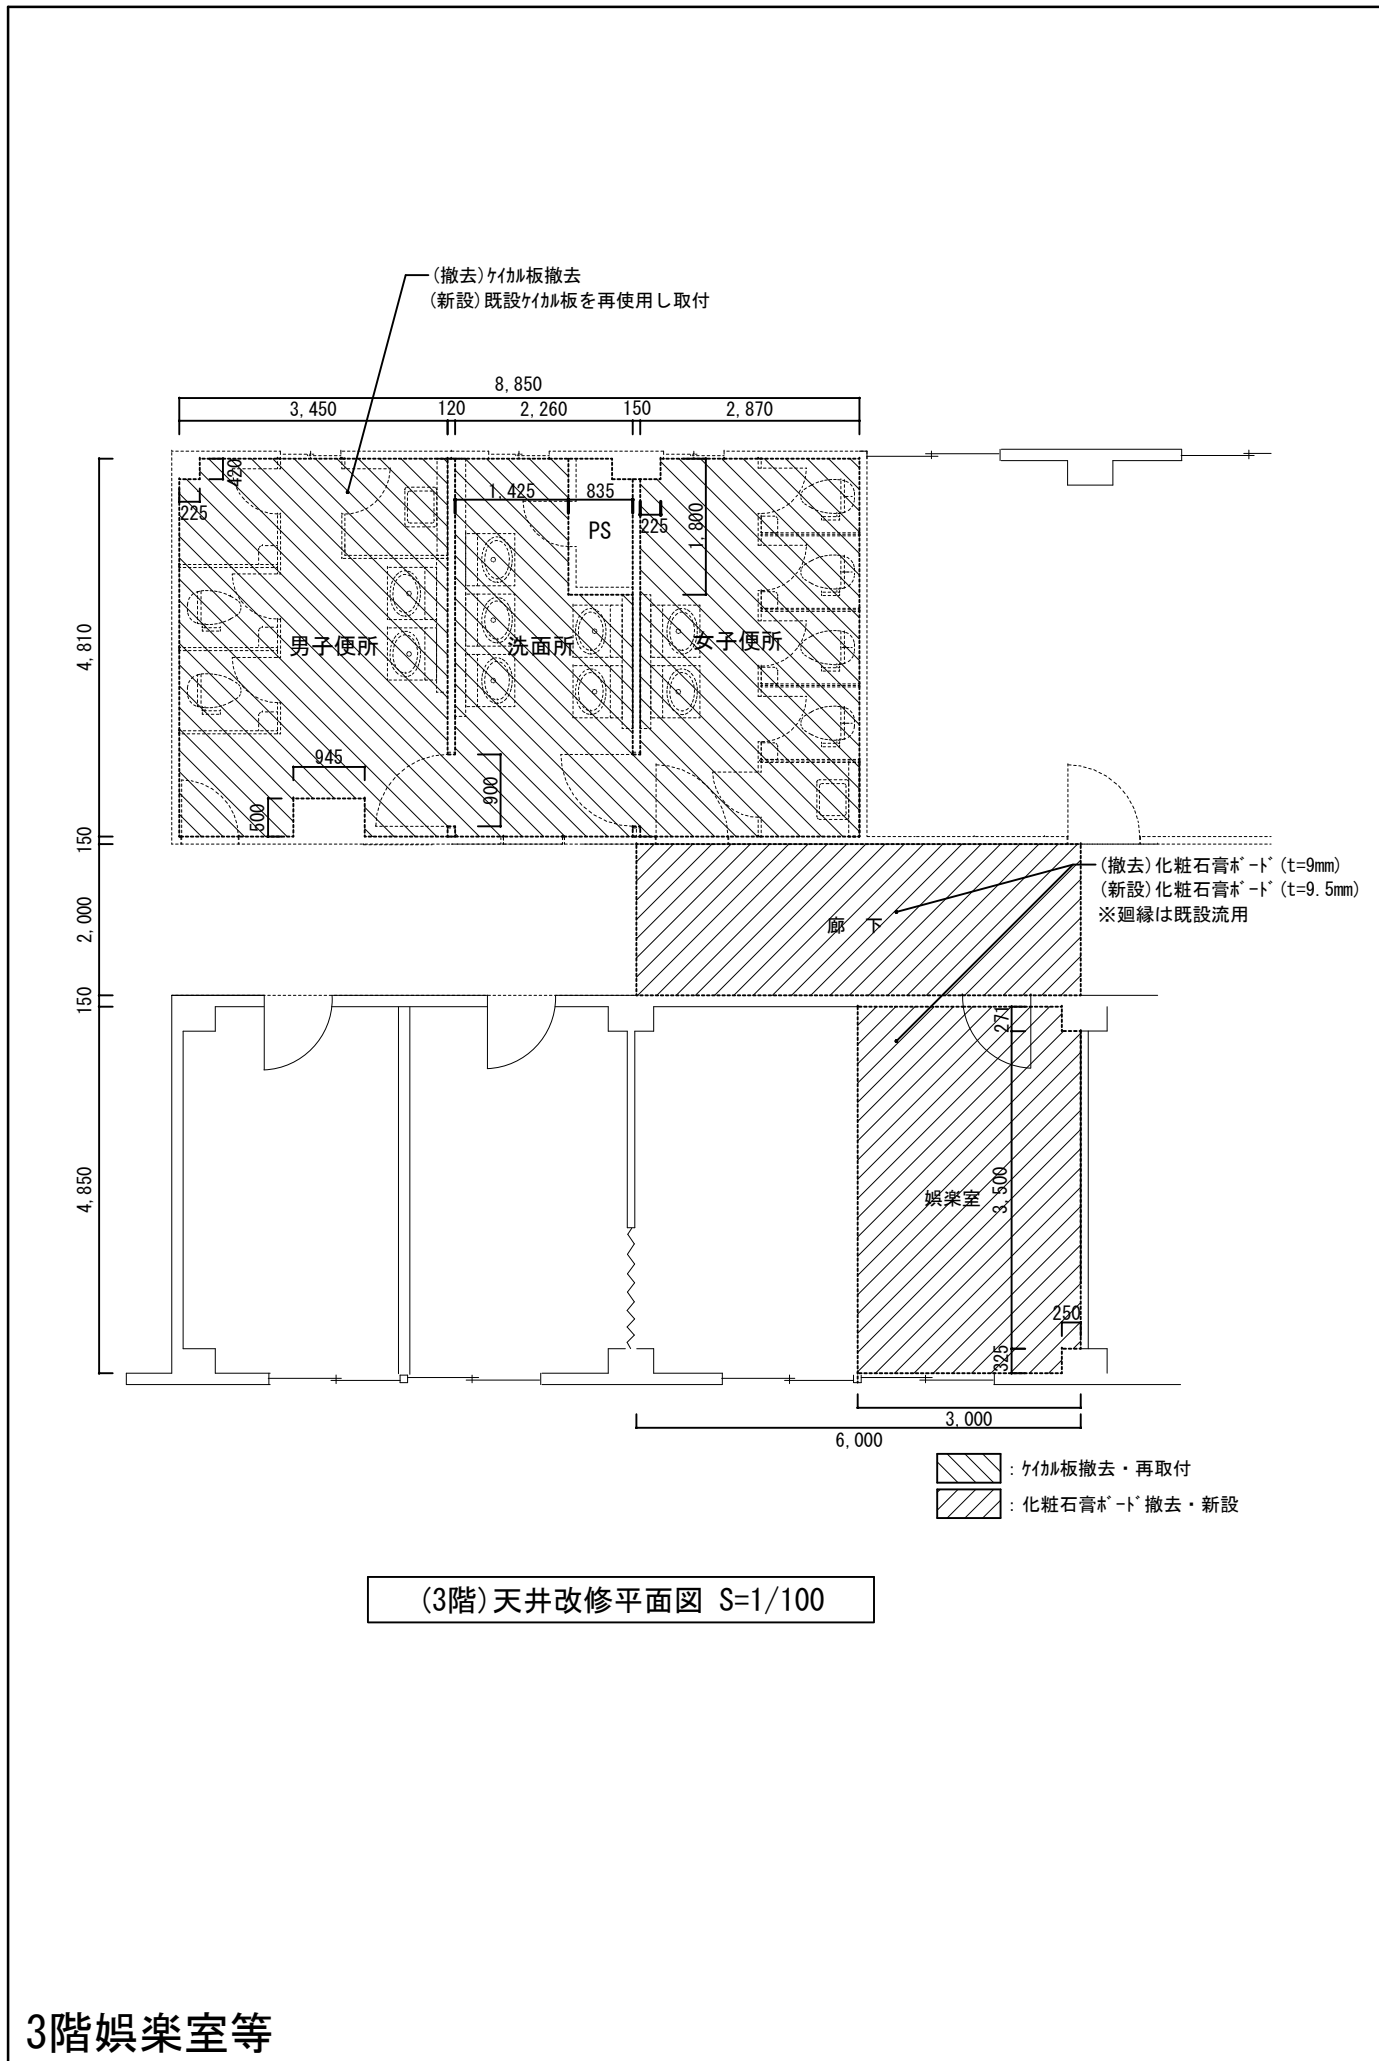 (撤去)ｹｲｶﾙ板撤去
(新設)既設ｹｲｶﾙ板を再使用し取付
8,850
3,450
120
2,260
150
2,870
420
225
1,425
835
PS
225
1,800
4,810
男子便所
洗面所
女子便所
945
500
900
150
(撤去)化粧石膏ﾎﾞｰﾄﾞ(t=9mm)
(新設)化粧石膏ﾎﾞｰﾄﾞ(t=9.5mm)
※廻縁は既設流用
2,000
廊 下
150
271
4,850
娯楽室
3,500
250
325
3,000
6,000
：ｹｲｶﾙ板撤去・再取付
：化粧石膏ﾎﾞｰﾄﾞ撤去・新設
(3階)天井改修平面図 S=1/100
3階娯楽室等